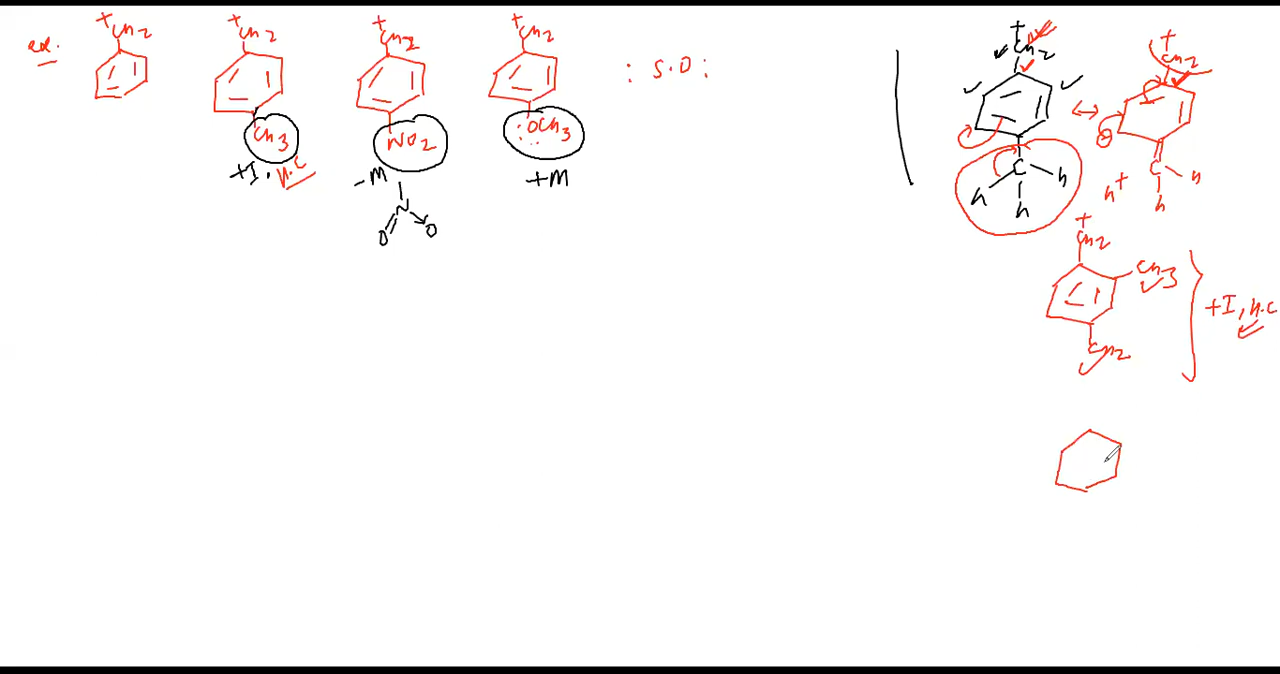 ex.
+CH2
+CH2
CH3
+I, H.C
+CH2
NO2
-M
N
O
O
+CH2
:OCH3
+M
: S.O :
+CH2
C
H
H
H
↔
+CH2
⊖
C
H
H
H+
+CH2
CH3
CH2
+I, H.C